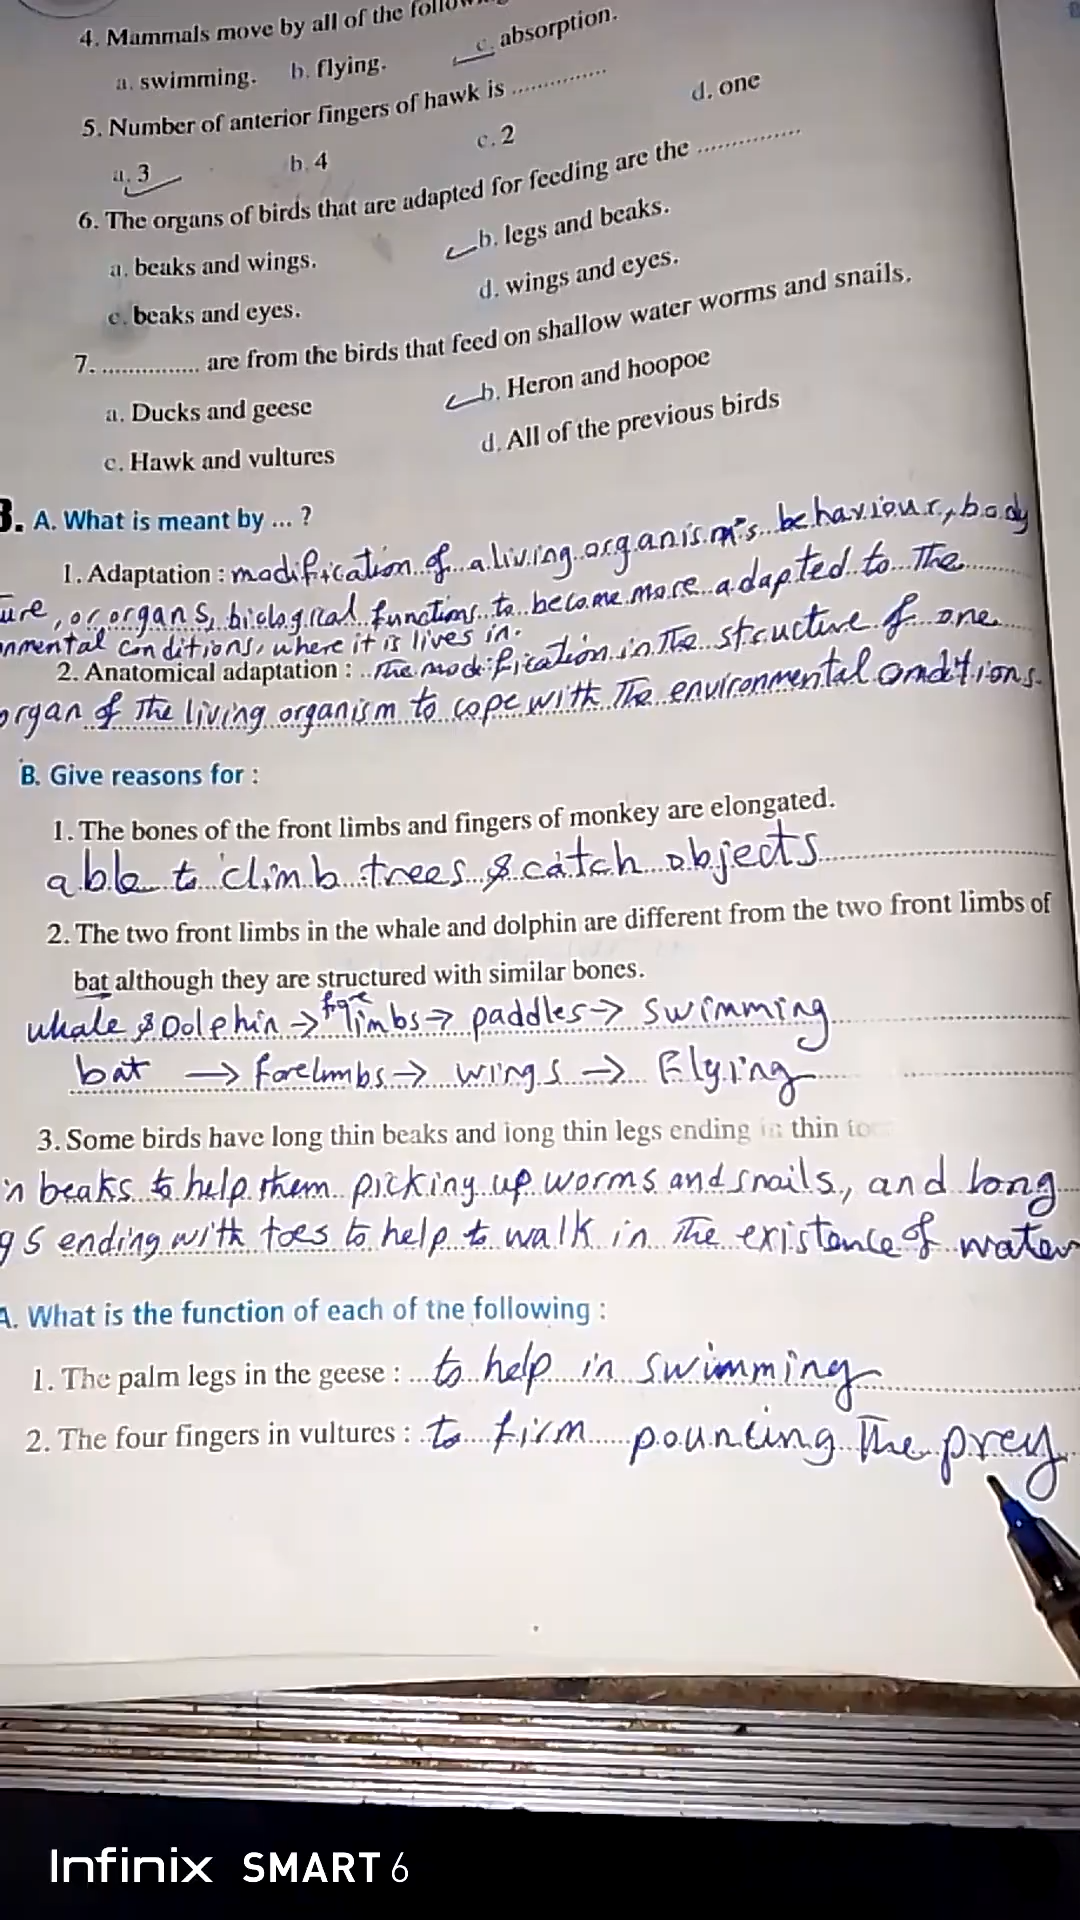 4. Mammals move by all of the
a. swimming. b. flying. c. absorption.
5. Number of anterior fingers of hawk is ..............
a. 3 b. 4 c. 2 d. one
6. The organs of birds that are adapted for feeding are the ..............
a. beaks and wings. b. legs and beaks.
c. beaks and eyes. d. wings and eyes.
7. .............. are from the birds that feed on shallow water worms and snails.
a. Ducks and geese b. Heron and hoopoe
c. Hawk and vultures d. All of the previous birds
3. A. What is meant by ... ?
1. Adaptation : modification of a living organism's behaviour, body
ure, or organs, biological functions to become more adapted to The
nmental conditions, where it is lives in.
2. Anatomical adaptation : The modification in The structure of one
organ of The living organism to cope with The environmental conditions.
B. Give reasons for :
1. The bones of the front limbs and fingers of monkey are elongated.
able to climb trees & catch objects
2. The two front limbs in the whale and dolphin are different from the two front limbs of
bat although they are structured with similar bones.
whale & Dolphin → fore limbs → paddles → swimming
bat → forelimbs → wings → Flying
3. Some birds have long thin beaks and long thin legs ending in thin
n beaks to help them picking up worms and snails, and long
gs ending with toes to help to walk in The existence of water
A. What is the function of each of the following :
1. The palm legs in the geese : to help in swimming
2. The four fingers in vultures : to firm pouncing The prey
Infinix SMART 6